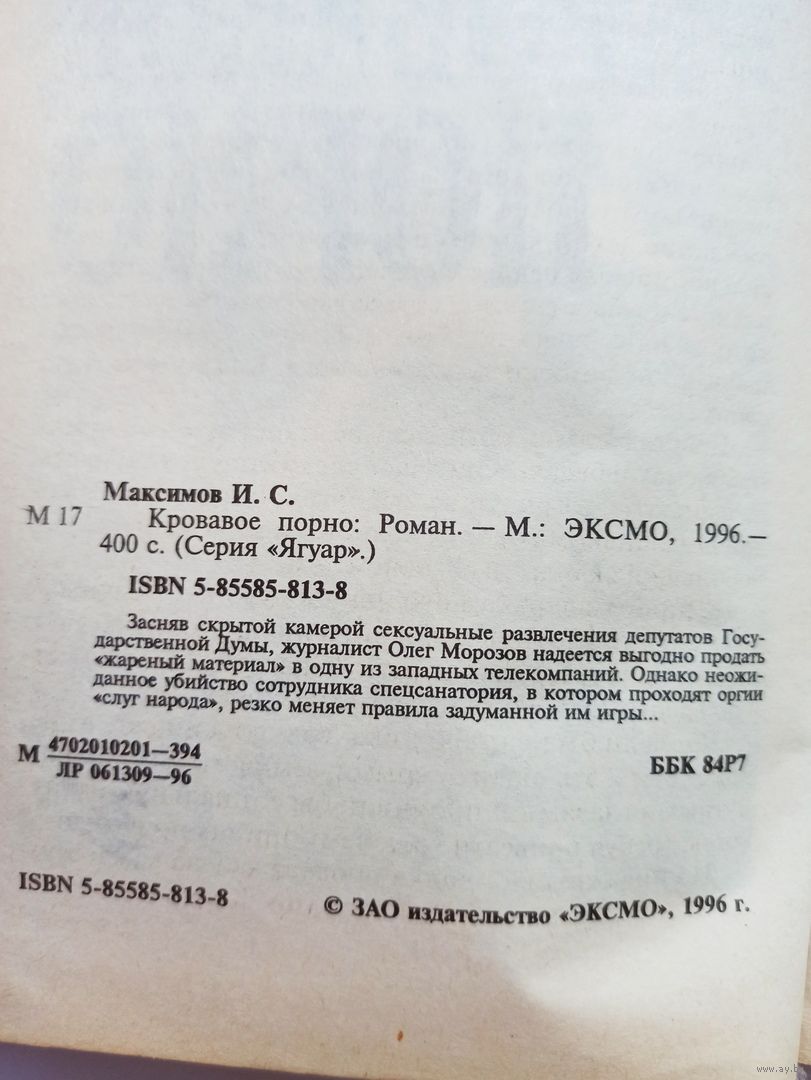 Максимов И. С.
М 17
Кровавое порно: Роман. — М.: ЭКСМО, 1996.—
400 с. (Серия «Ягуар».)
ISBN 5-85585-813-8
Засняв скрытой камерой сексуальные развлечения депутатов Госу-
дарственной Думы, журналист Олег Морозов надеется выгодно продать
«жареный материал» в одну из западных телекомпаний. Однако неожи-
данное убийство сотрудника спецсанатория, в котором проходят оргии
«слуг народа», резко меняет правила задуманной им игры...
М 4702010201—394
ЛР 061309—96
ББК 84Р7
ISBN 5-85585-813-8
© ЗАО издательство «ЭКСМО», 1996 г.